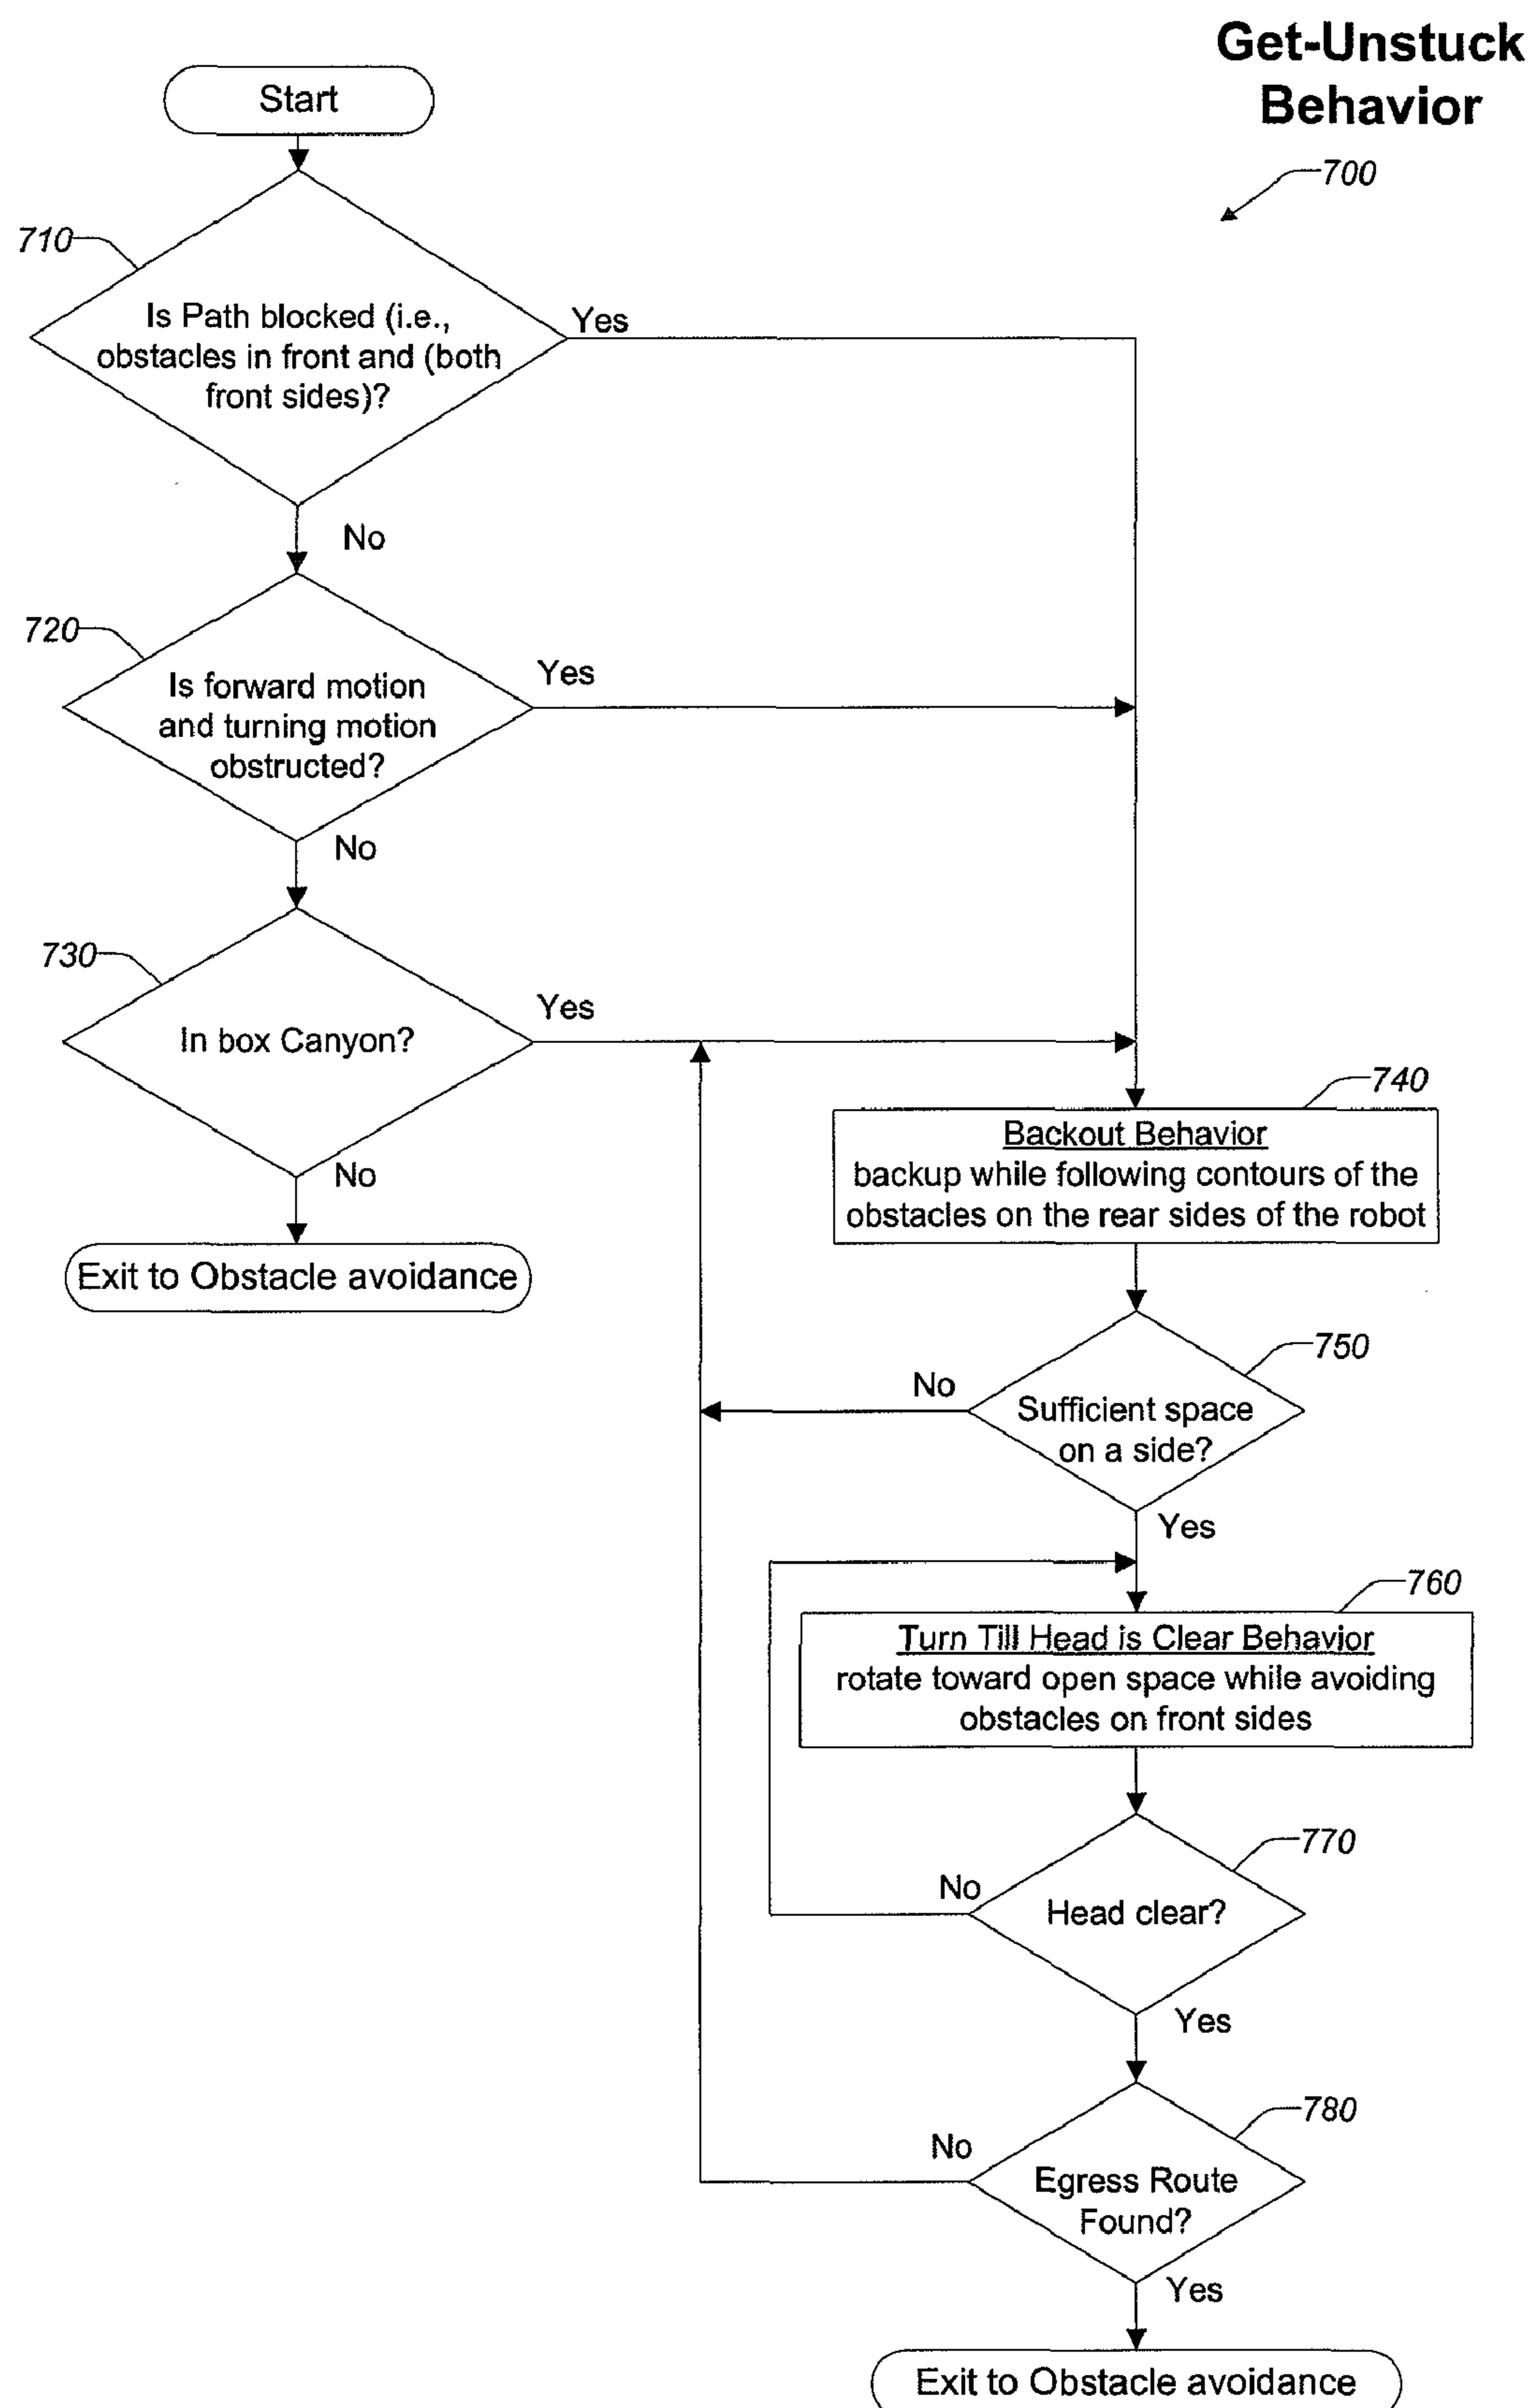 Get-Unstuck
Behavior
700
Start
710
Is Path blocked (i.e.,
obstacles in front and (both
front sides)?
Yes
No
720
Is forward motion
and turning motion
obstructed?
Yes
No
730
In box Canyon?
Yes
No
Exit to Obstacle avoidance
740
Backout Behavior
backup while following contours of the
obstacles on the rear sides of the robot
750
No
Sufficient space
on a side?
Yes
760
Turn Till Head is Clear Behavior
rotate toward open space while avoiding
obstacles on front sides
770
No
Head clear?
Yes
780
No
Egress Route
Found?
Yes
Exit to Obstacle avoidance